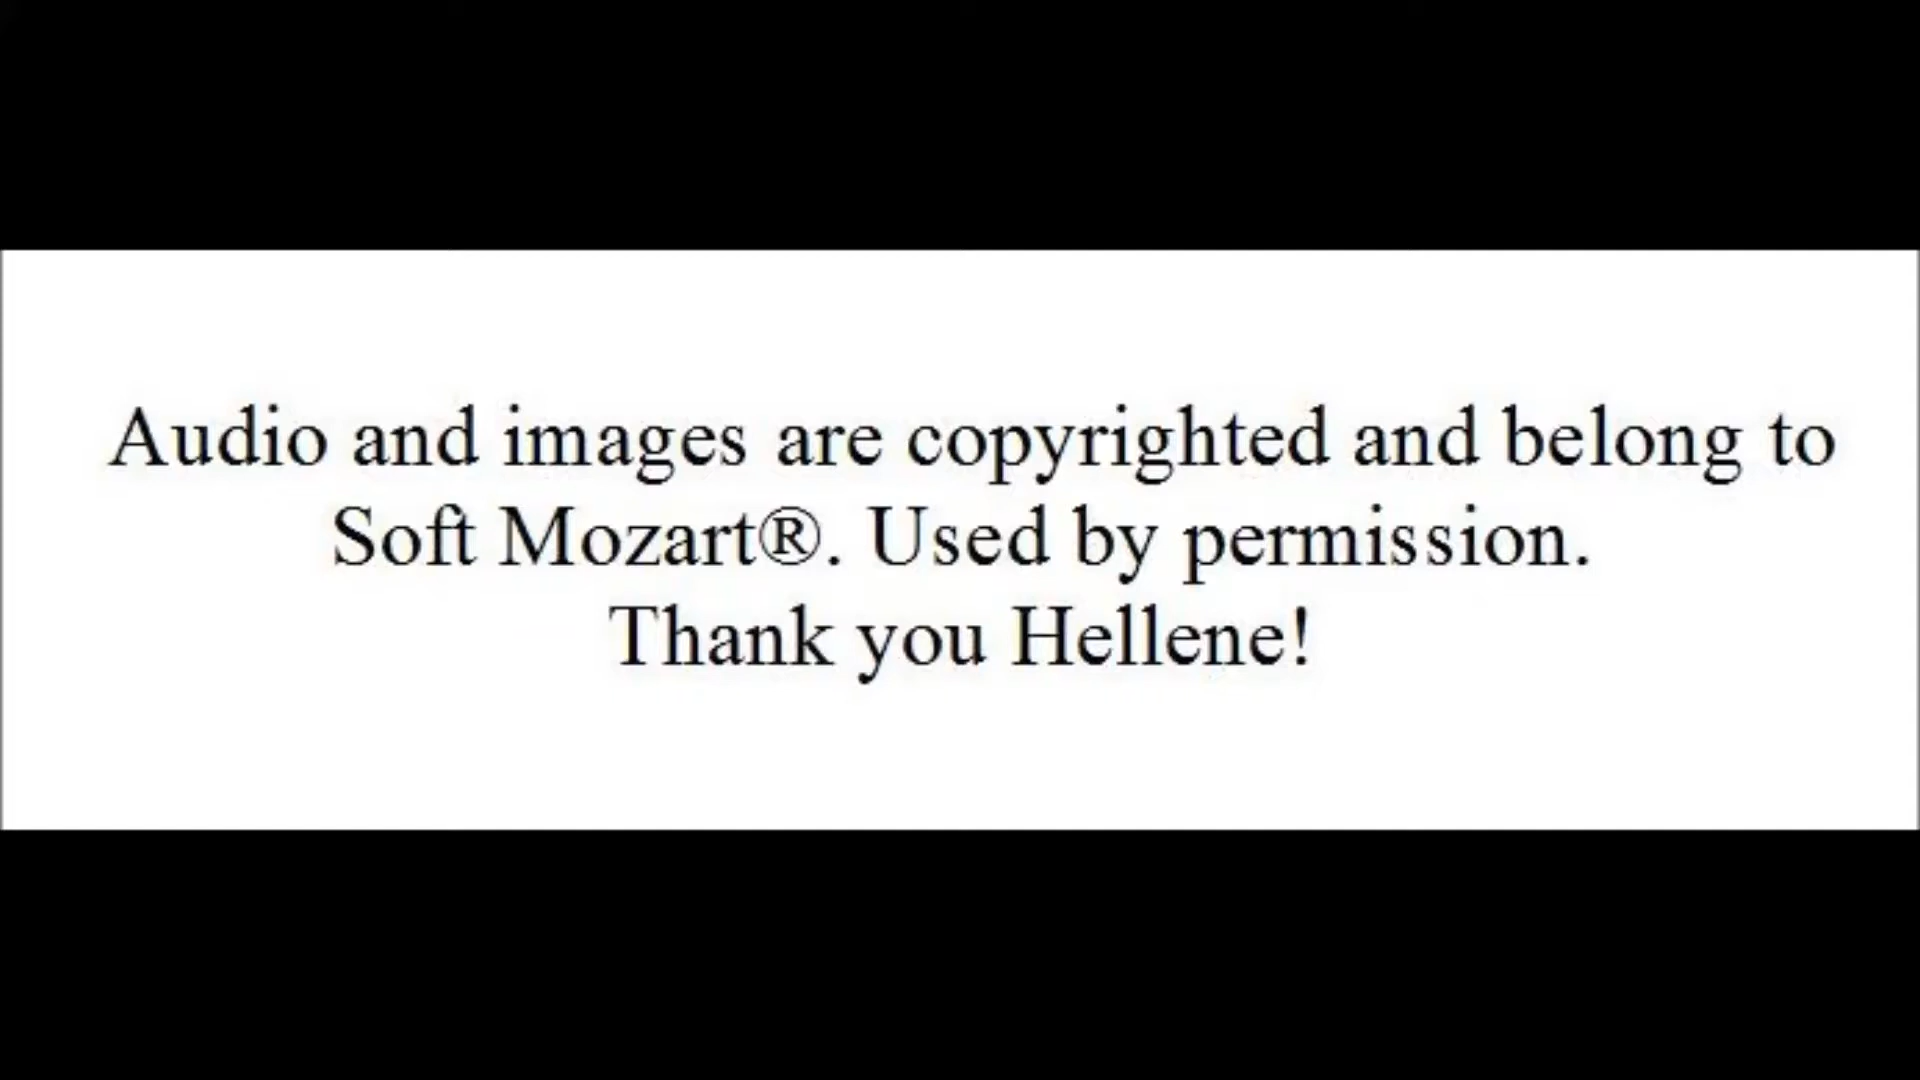 Audio and images are copyrighted and belong to
Soft Mozart®. Used by permission.
Thank you Hellene!